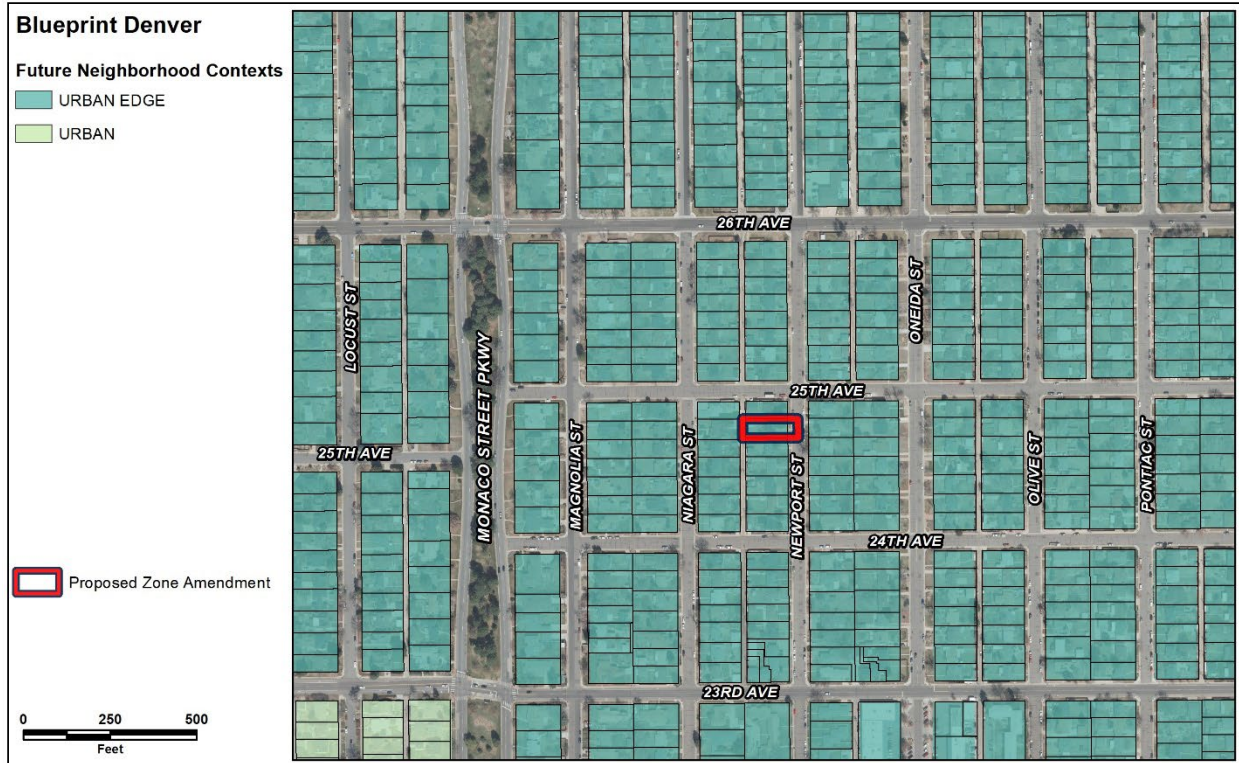 Blueprint Denver
Future Neighborhood Contexts
URBAN EDGE
URBAN
Proposed Zone Amendment
0 250 500
Feet
26TH AVE
LOCUST ST
MONACO STREET PKWY
MAGNOLIA ST
NIAGARA ST
NEWPORT ST
ONEIDA ST
OLIVE ST
PONTIAC ST
25TH AVE
25TH AVE
24TH AVE
23RD AVE